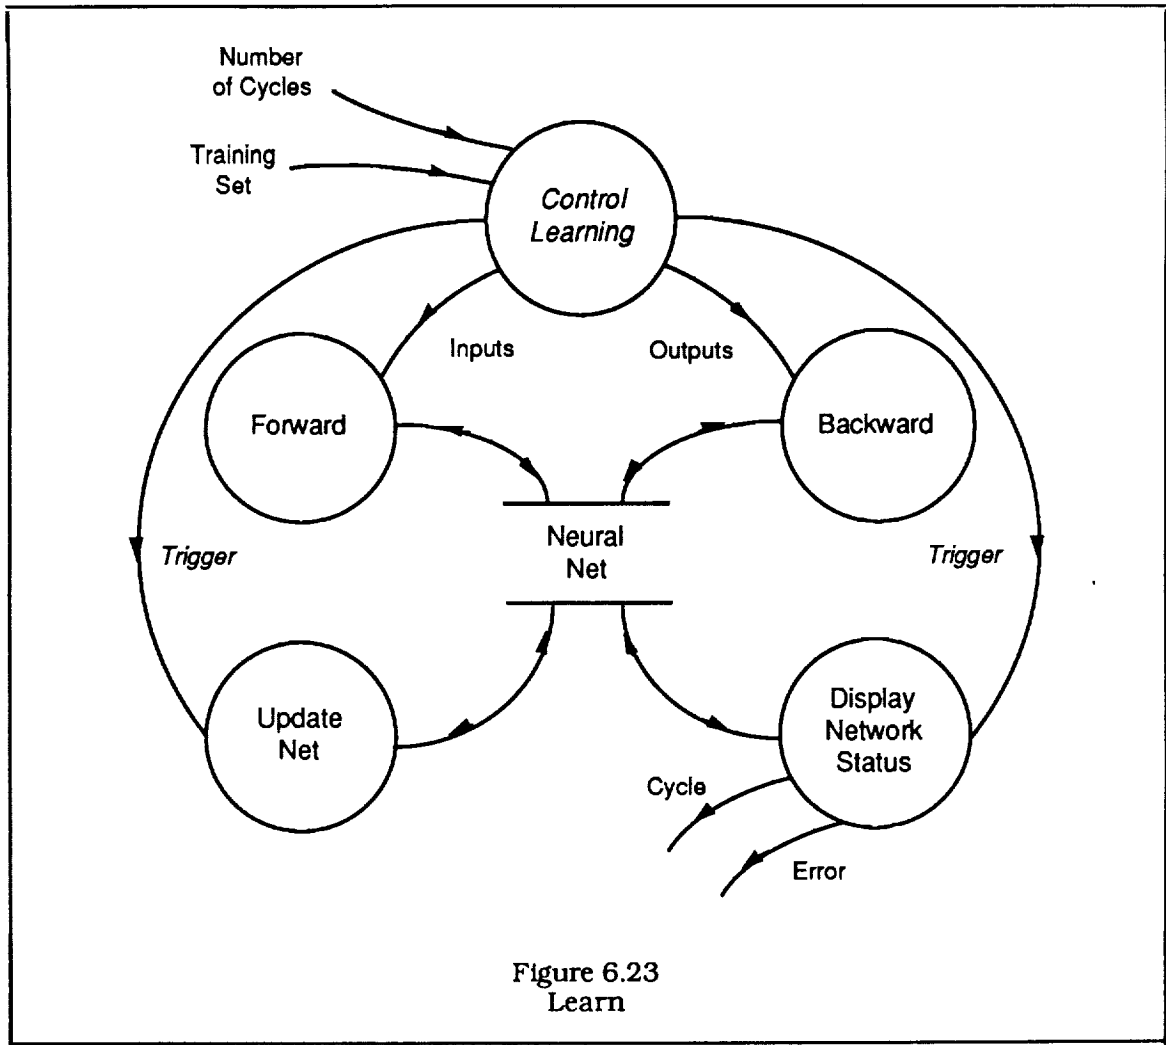 Number
of Cycles
Training
Set
Control
Learning
Inputs
Outputs
Forward
Backward
Neural
Net
Trigger
Trigger
Update
Net
Display
Network
Status
Cycle
Error
Figure 6.23
Learn